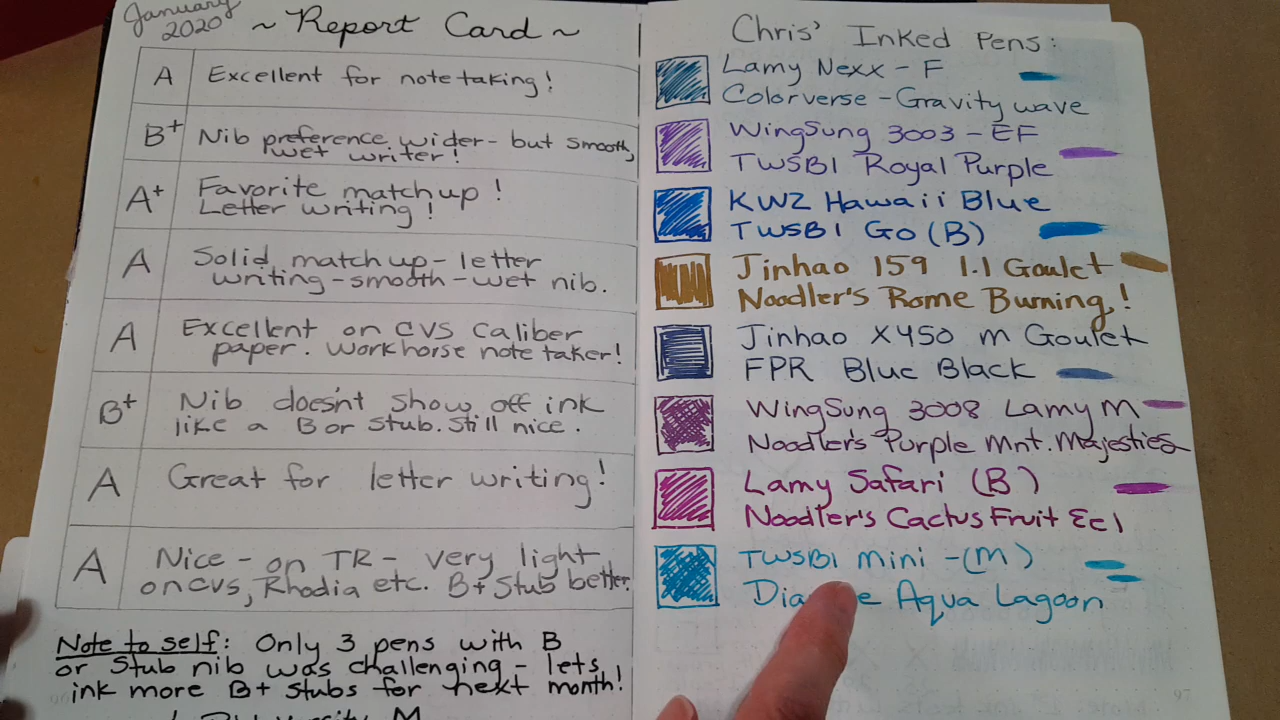 January
2020
~ Report Card ~
A Excellent for note taking!
B+ Nib preference wider - but smooth,
wet writer!
A+ Favorite matchup!
Letter writing!
A Solid matchup - letter
writing - smooth - wet nib.
A Excellent on CVS Caliber
paper. Workhorse note taker!
B+ Nib doesn't show off ink
like a B or Stub. Still nice.
A Great for letter writing!
A Nice - on TR - very light
on CVS, Rhodia etc. B+ Stub better.
Note to self: Only 3 pens with B
or Stub nib was challenging - lets
ink more B+ stubs for next month!
Chris' Inked Pens:
Lamy Nexx - F
Colorverse - Gravity wave
WingSung 3003 - EF
TWSBI Royal Purple
KWZ Hawaii Blue
TWSBI Go (B)
Jinhao 159 1.1 Goulet
Noodler's Rome Burning!
Jinhao X450 m Goulet
FPR Blue Black
WingSung 3008 Lamy M
Noodler's Purple Mnt. Majesties
Lamy Safari (B)
Noodler's Cactus Fruit Ecl
TWSBI Mini - (M)
Aqua Lagoon
97